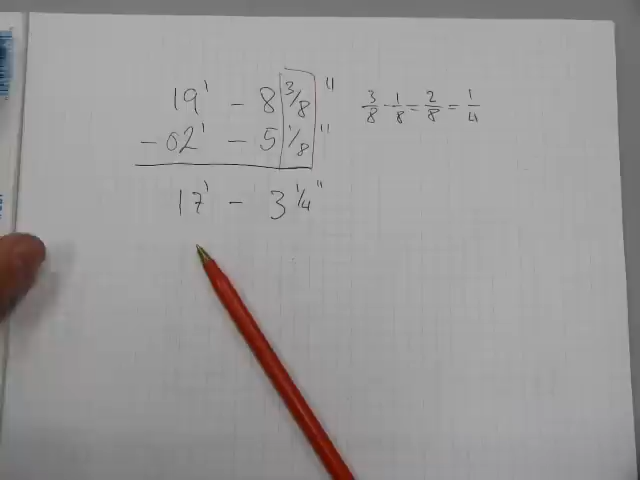 19' - 8 3/8 " 3/8 - 1/8 = 2/8 = 1/4
- 02' - 5 1/8 "
17' - 3 1/4 "